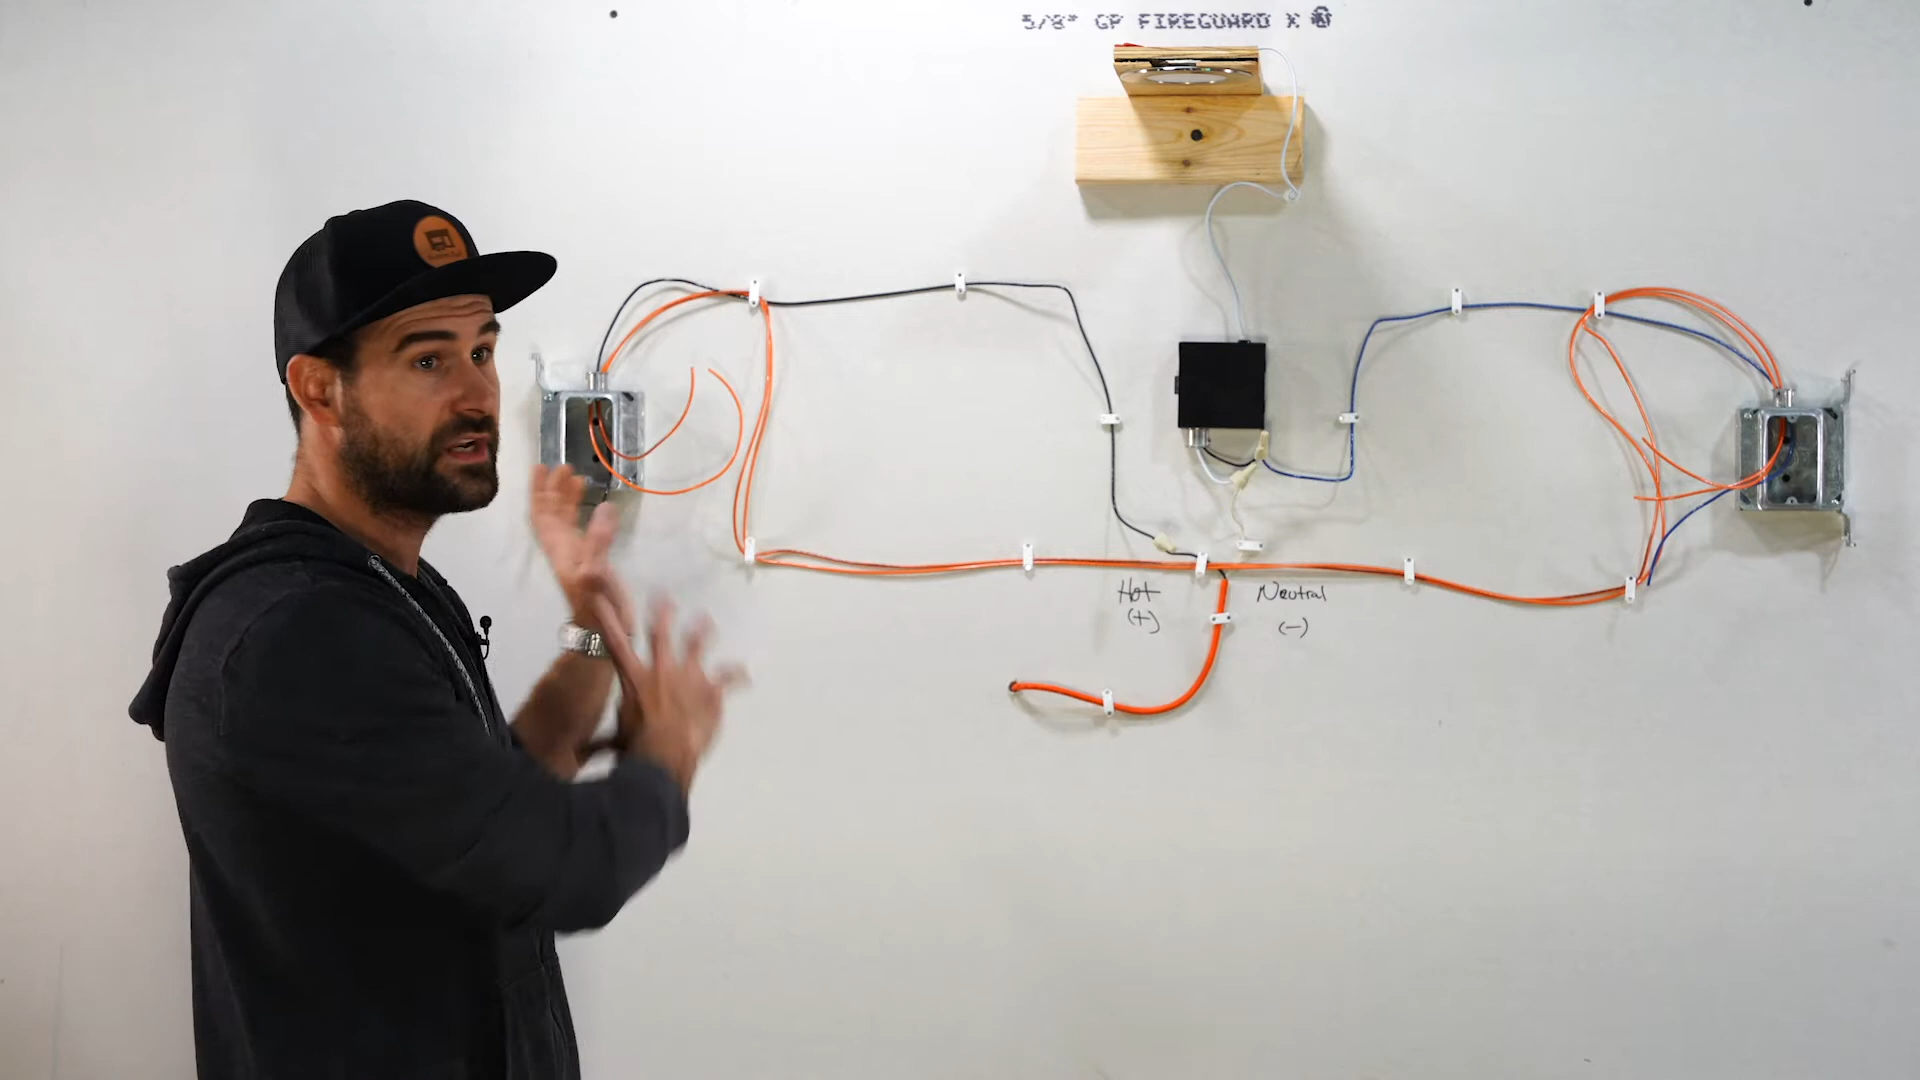 5/8" GP FIREGUARD X
Hot
(+)
Neutral
(-)